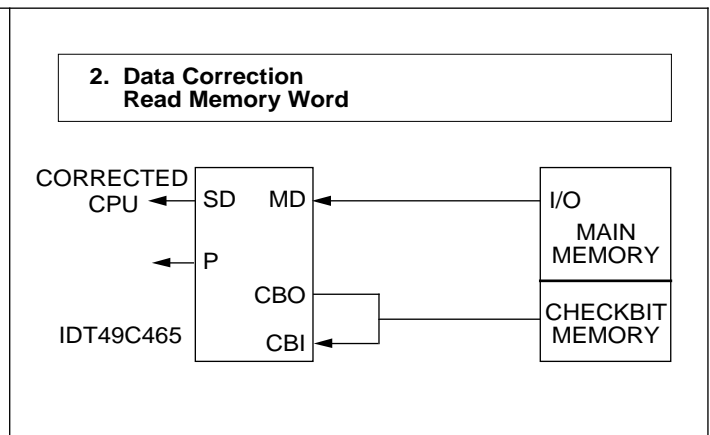 2. Data Correction
Read Memory Word
CORRECTED
CPU
SD
MD
I/O
MAIN
MEMORY
P
CBO
CHECKBIT
MEMORY
IDT49C465
CBI